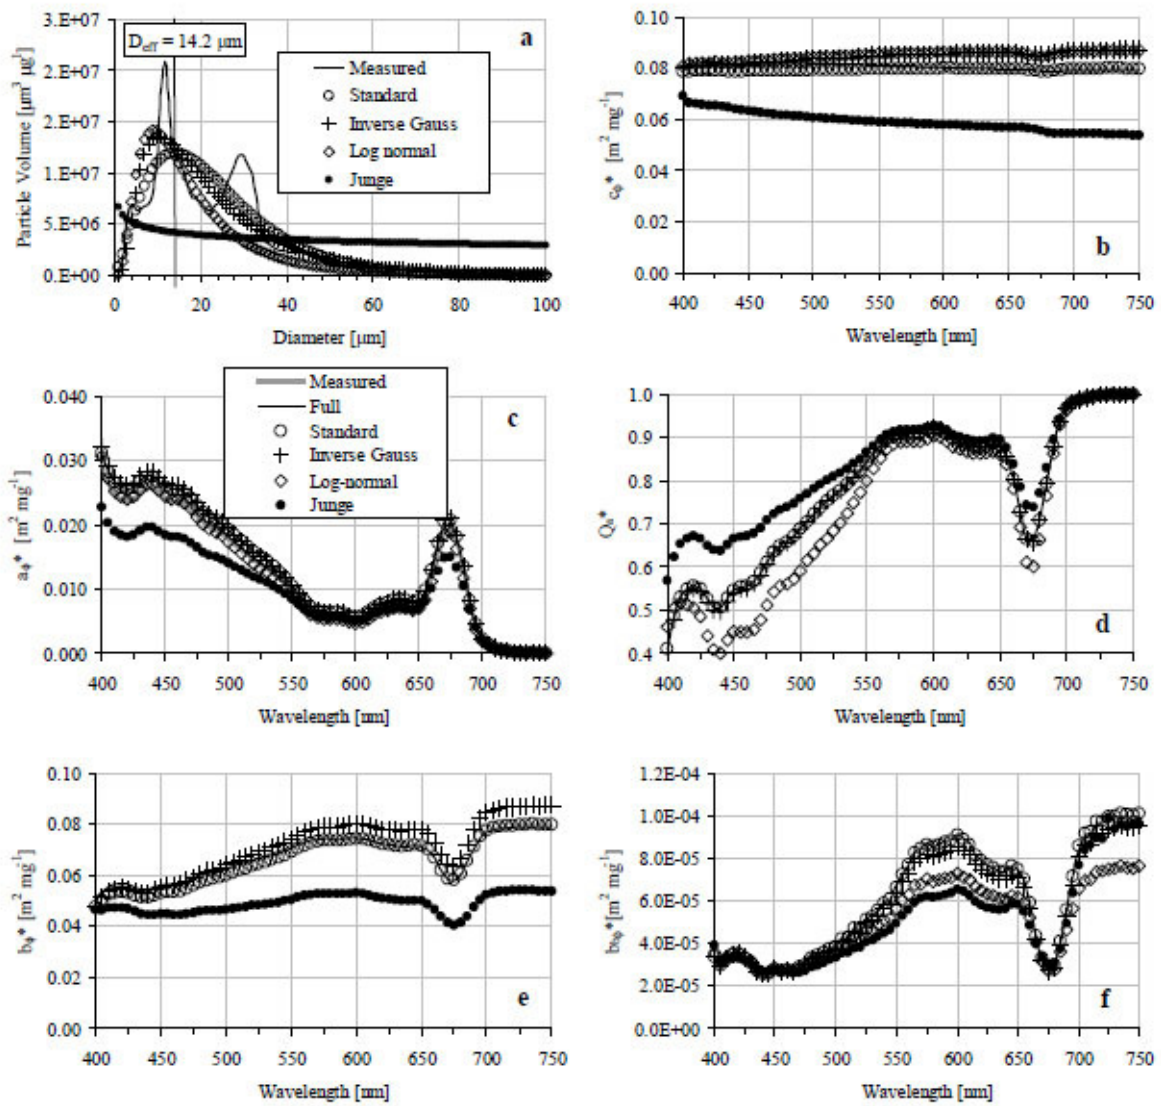 3.E+07
2.E+07
2.E+07
1.E+07
5.E+06
0.E+00
Particle Volume [μm³ μg¹]
D_eff = 14.2 μm
a
Measured
Standard
Inverse Gauss
Log normal
Junge
0 20 40 60 80 100
Diameter [μm]
0.10
0.08
0.06
0.04
0.02
0.00
c_ϕ* [m² mg⁻¹]
b
400 450 500 550 600 650 700 750
Wavelength [nm]
0.040
0.030
0.020
0.010
0.000
a_ϕ* [m² mg⁻¹]
Measured
Full
Standard
Inverse Gauss
Log-normal
Junge
c
400 450 500 550 600 650 700 750
Wavelength [nm]
1.0
0.9
0.8
0.7
0.6
0.5
0.4
Q_a*
d
400 450 500 550 600 650 700 750
Wavelength [nm]
0.10
0.08
0.06
0.04
0.02
0.00
b_ϕ* [m² mg⁻¹]
e
400 450 500 550 600 650 700 750
Wavelength [nm]
1.2E-04
1.0E-04
8.0E-05
6.0E-05
4.0E-05
2.0E-05
0.0E+00
b_bϕ* [m² mg⁻¹]
f
400 450 500 550 600 650 700 750
Wavelength [nm]